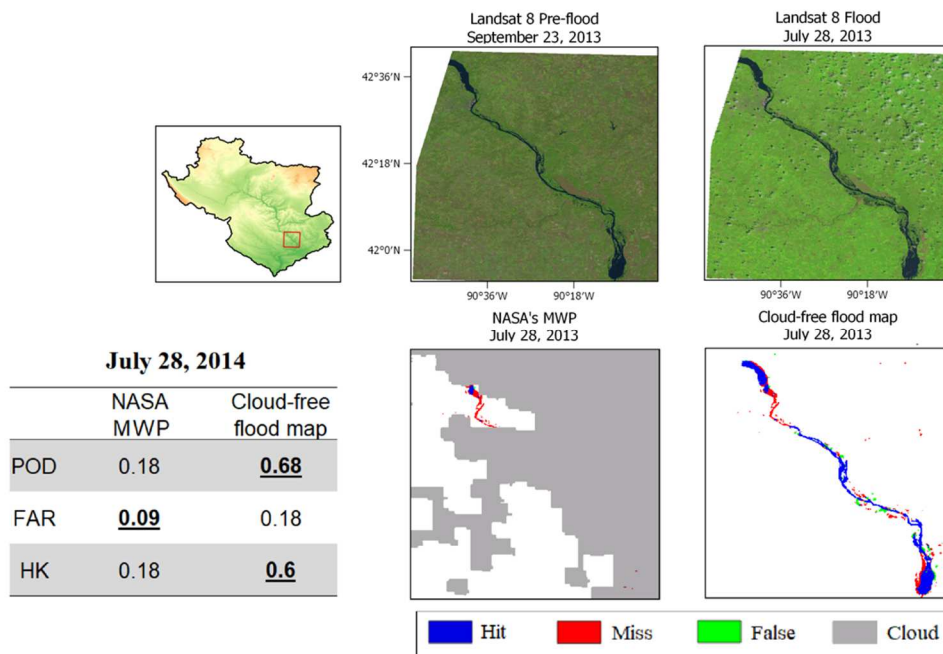 Landsat 8 Pre-flood
September 23, 2013
Landsat 8 Flood
July 28, 2013
42°36'N
42°18'N
42°0'N
90°36'W 90°18'W
90°36'W 90°18'W
NASA's MWP
July 28, 2013
Cloud-free flood map
July 28, 2013
July 28, 2014
NASA MWP Cloud-free flood map
POD 0.18 0.68
FAR 0.09 0.18
HK 0.18 0.6
Hit Miss False Cloud